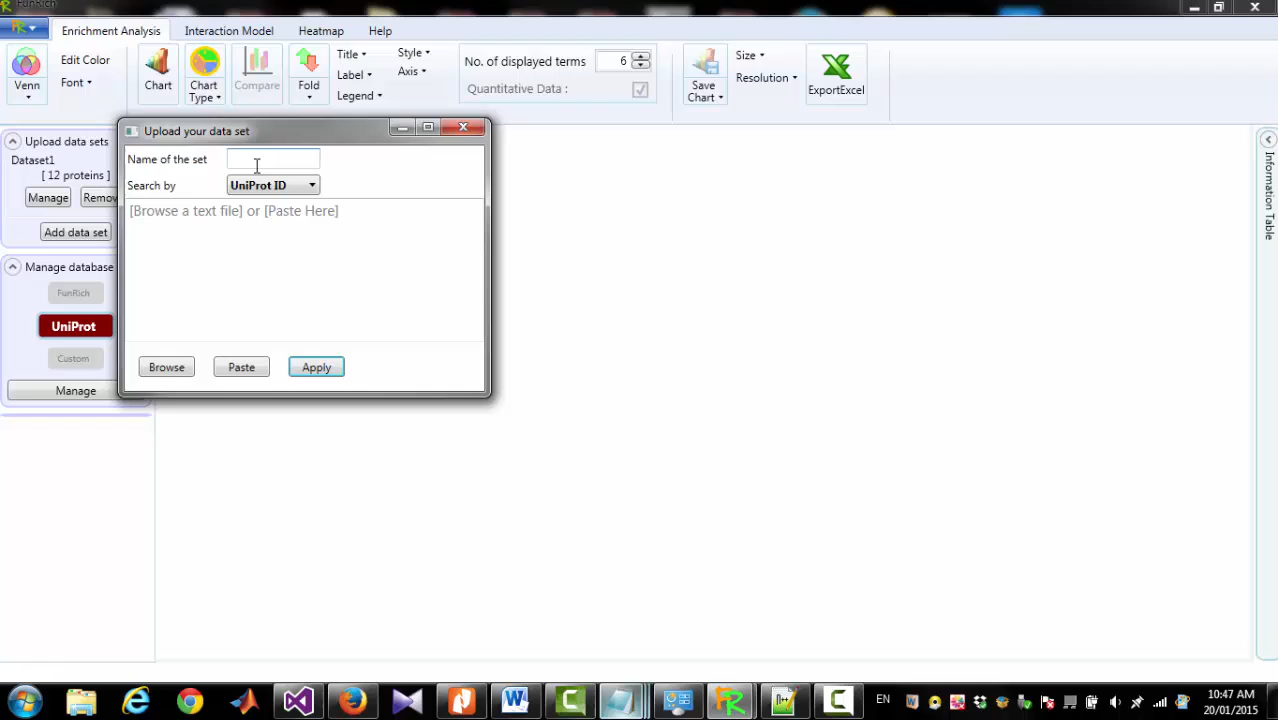 FunRich
Enrichment Analysis Interaction Model Heatmap Help
Venn
Edit Color
Font
Chart
Chart Type
Compare
Fold
Title
Label
Legend
Style
Axis
No. of displayed terms 6
Quantitative Data :
Save Chart
Size
Resolution
ExportExcel
Upload data sets
Dataset1
[ 12 proteins ]
Manage Remov
Add data set
Manage database
FunRich
UniProt
Custom
Manage
Upload your data set
Name of the set
Search by UniProt ID
[Browse a text file] or [Paste Here]
Browse Paste Apply
Information Table
EN
10:47 AM
20/01/2015